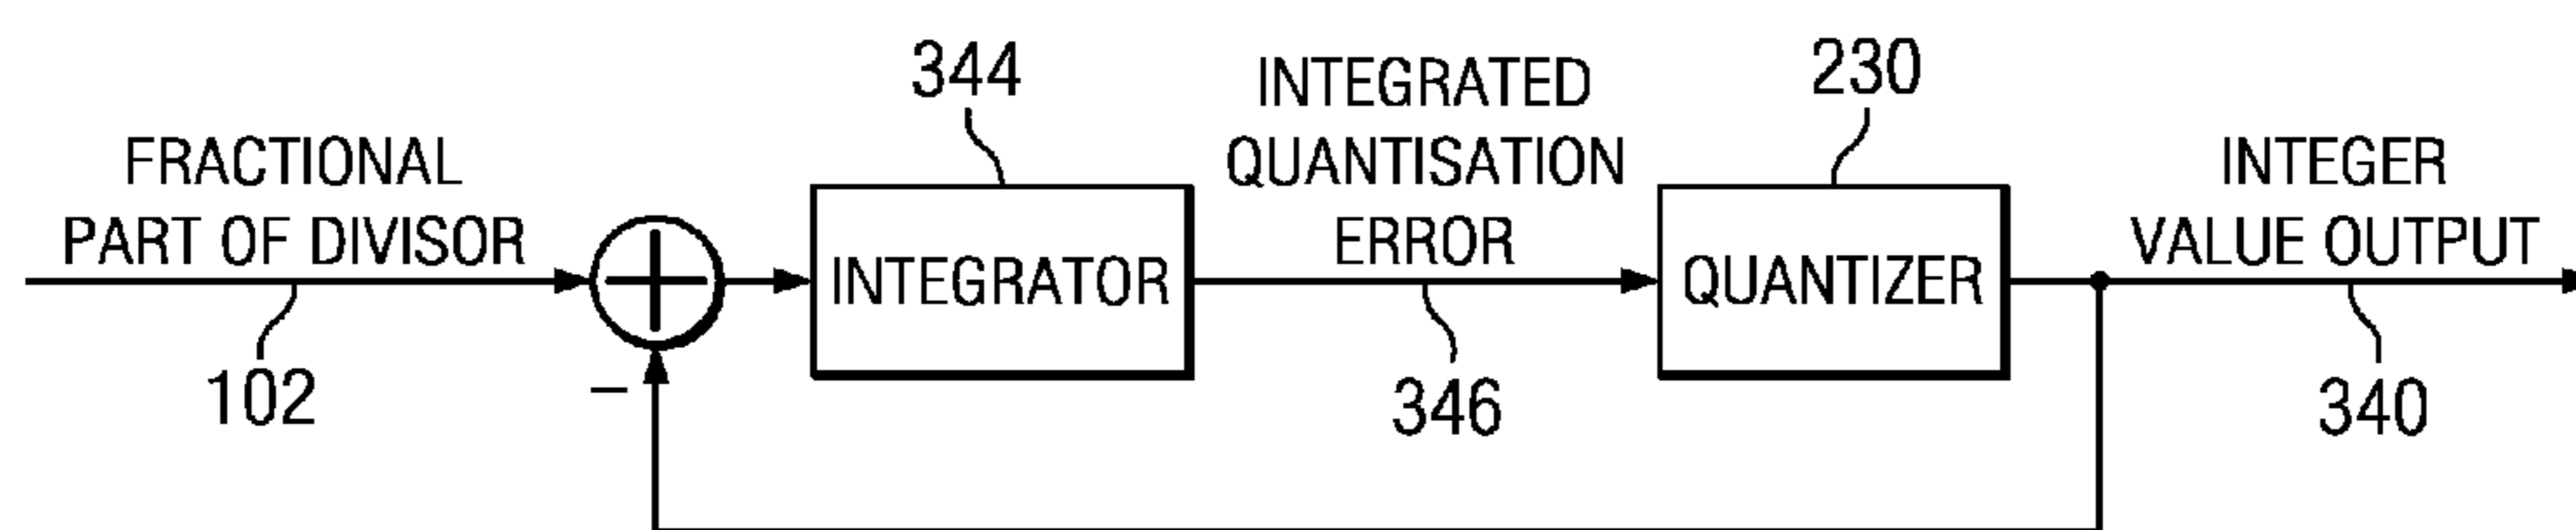 344
INTEGRATED
QUANTISATION
ERROR
230
FRACTIONAL
PART OF DIVISOR
INTEGER
VALUE OUTPUT
+
INTEGRATOR
QUANTIZER
102
–
346
340